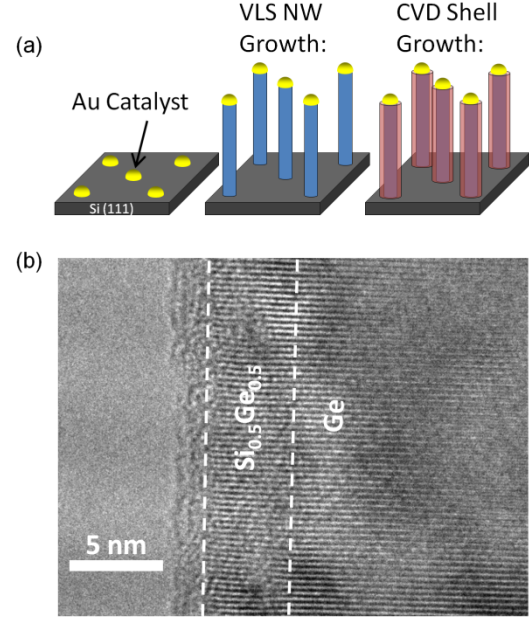 (a)
VLS NW
Growth:
CVD Shell
Growth:
Au Catalyst
Si (111)
(b)
Si0.5Ge0.5
Ge
5 nm